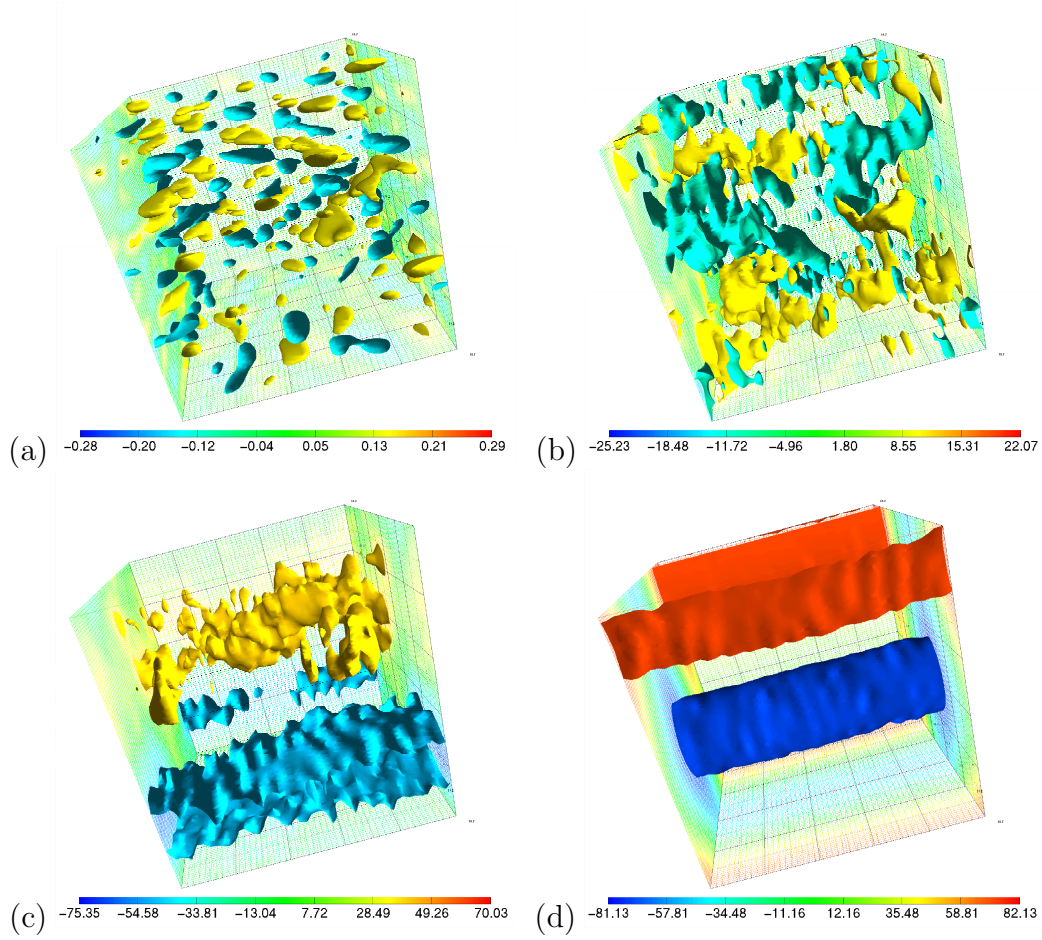 −0.28 −0.20 −0.12 −0.04 0.05 0.13 0.21 0.29
(a)
−25.23 −18.48 −11.72 −4.96 1.80 8.55 15.31 22.07
(b)
−75.35 −54.58 −33.81 −13.04 7.72 28.49 49.26 70.03
(c)
−81.13 −57.81 −34.48 −11.16 12.16 35.48 58.81 82.13
(d)